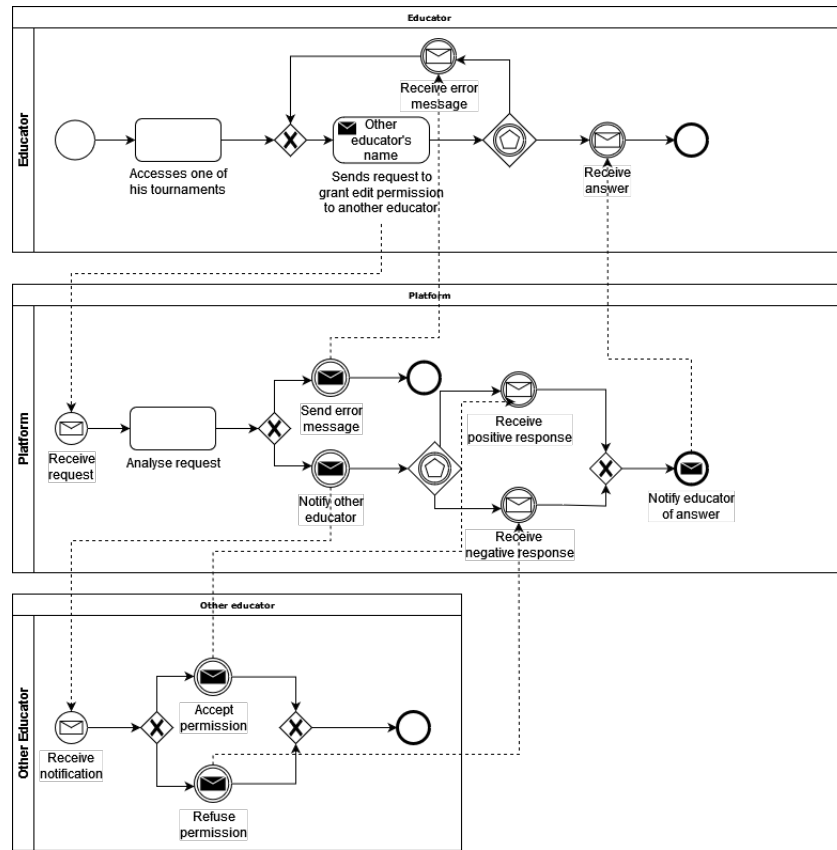 Educator
Educator
Receive error
message
Other
educator's
name
Accesses one of
his tournaments
Sends request to
grant edit permission
to another educator
Receive
answer
Platform
Platform
Receive
request
Analyse request
Send error
message
Notify other
educator
Receive
positive response
Receive
negative response
Notify educator
of answer
Other educator
Other Educator
Receive
notification
Accept
permission
Refuse
permission